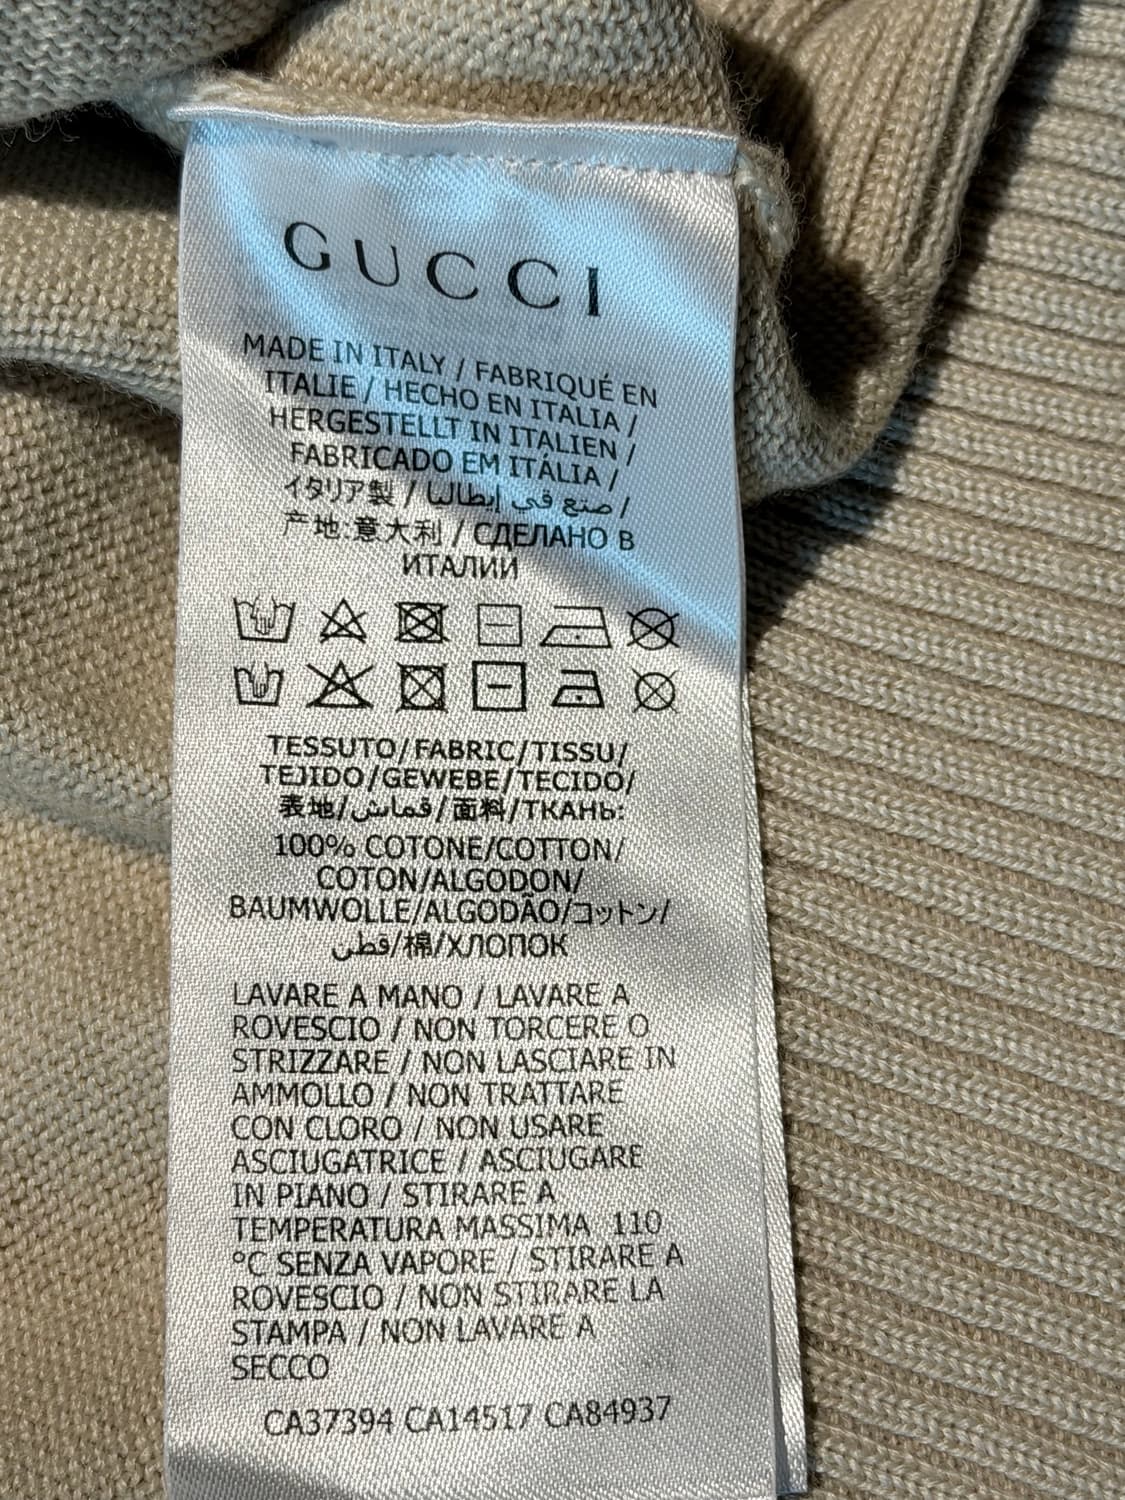 GUCCI
MADE IN ITALY / FABRIQUÉ EN
ITALIE / HECHO EN ITALIA /
HERGESTELLT IN ITALIEN /
FABRICADO EM ITÁLIA /
イタリア製 / صنع في إيطاليا /
产地:意大利 / СДЕЛАНО В
ИТАЛИИ
TESSUTO/FABRIC/TISSU/
TEJIDO/GEWEBE/TECIDO/
表地/قماش/面料/ТКАНЬ:
100% COTONE/COTTON/
COTON/ALGODON/
BAUMWOLLE/ALGODÃO/コットン/
قطن/棉/ХЛОПОК
LAVARE A MANO / LAVARE A
ROVESCIO / NON TORCERE O
STRIZZARE / NON LASCIARE IN
AMMOLLO / NON TRATTARE
CON CLORO / NON USARE
ASCIUGATRICE / ASCIUGARE
IN PIANO / STIRARE A
TEMPERATURA MASSIMA 110
°C SENZA VAPORE / STIRARE A
ROVESCIO / NON STIRARE LA
STAMPA / NON LAVARE A
SECCO
CA37394 CA14517 CA84937